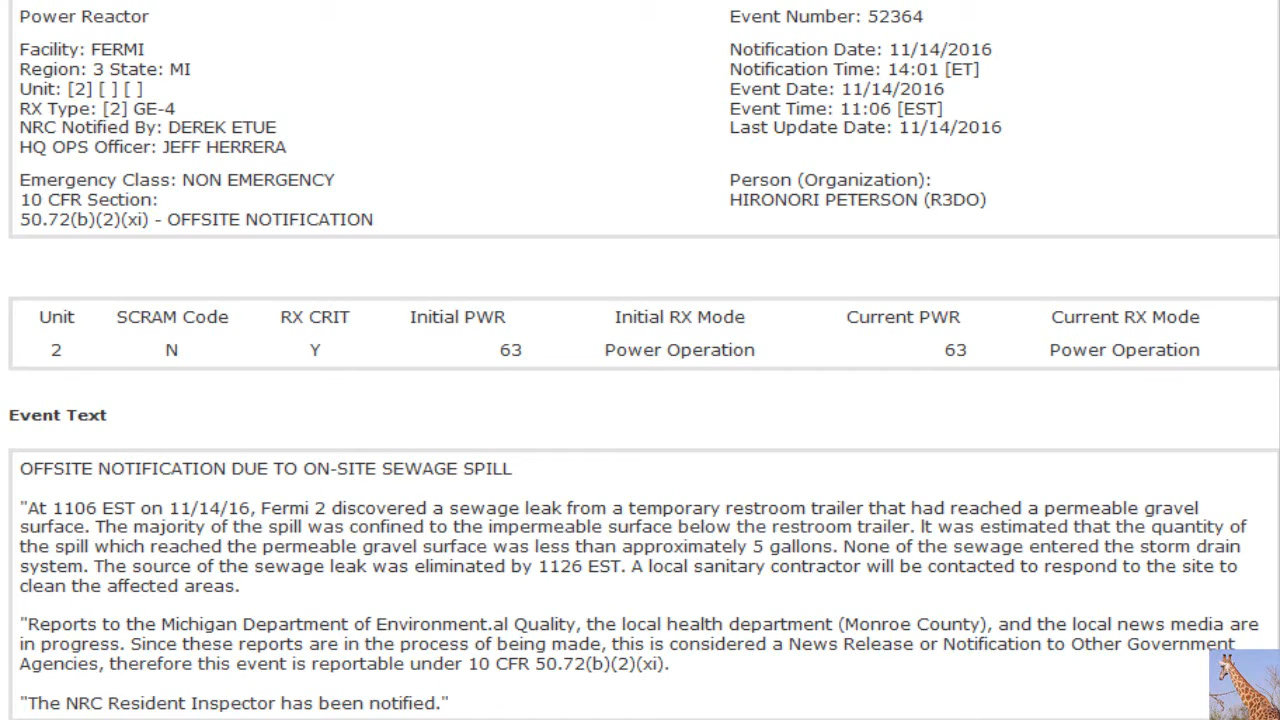 Power Reactor
Event Number: 52364
Facility: FERMI
Region: 3 State: MI
Unit: [2] [ ] [ ]
RX Type: [2] GE-4
NRC Notified By: DEREK ETUE
HQ OPS Officer: JEFF HERRERA
Notification Date: 11/14/2016
Notification Time: 14:01 [ET]
Event Date: 11/14/2016
Event Time: 11:06 [EST]
Last Update Date: 11/14/2016
Emergency Class: NON EMERGENCY
10 CFR Section:
50.72(b)(2)(xi) - OFFSITE NOTIFICATION
Person (Organization):
HIRONORI PETERSON (R3DO)
Unit SCRAM Code RX CRIT Initial PWR Initial RX Mode Current PWR Current RX Mode
2 N Y 63 Power Operation 63 Power Operation
Event Text
OFFSITE NOTIFICATION DUE TO ON-SITE SEWAGE SPILL
"At 1106 EST on 11/14/16, Fermi 2 discovered a sewage leak from a temporary restroom trailer that had reached a permeable gravel
surface. The majority of the spill was confined to the impermeable surface below the restroom trailer. It was estimated that the quantity of
the spill which reached the permeable gravel surface was less than approximately 5 gallons. None of the sewage entered the storm drain
system. The source of the sewage leak was eliminated by 1126 EST. A local sanitary contractor will be contacted to respond to the site to
clean the affected areas.
"Reports to the Michigan Department of Environment.al Quality, the local health department (Monroe County), and the local news media are
in progress. Since these reports are in the process of being made, this is considered a News Release or Notification to Other Government
Agencies, therefore this event is reportable under 10 CFR 50.72(b)(2)(xi).
"The NRC Resident Inspector has been notified."